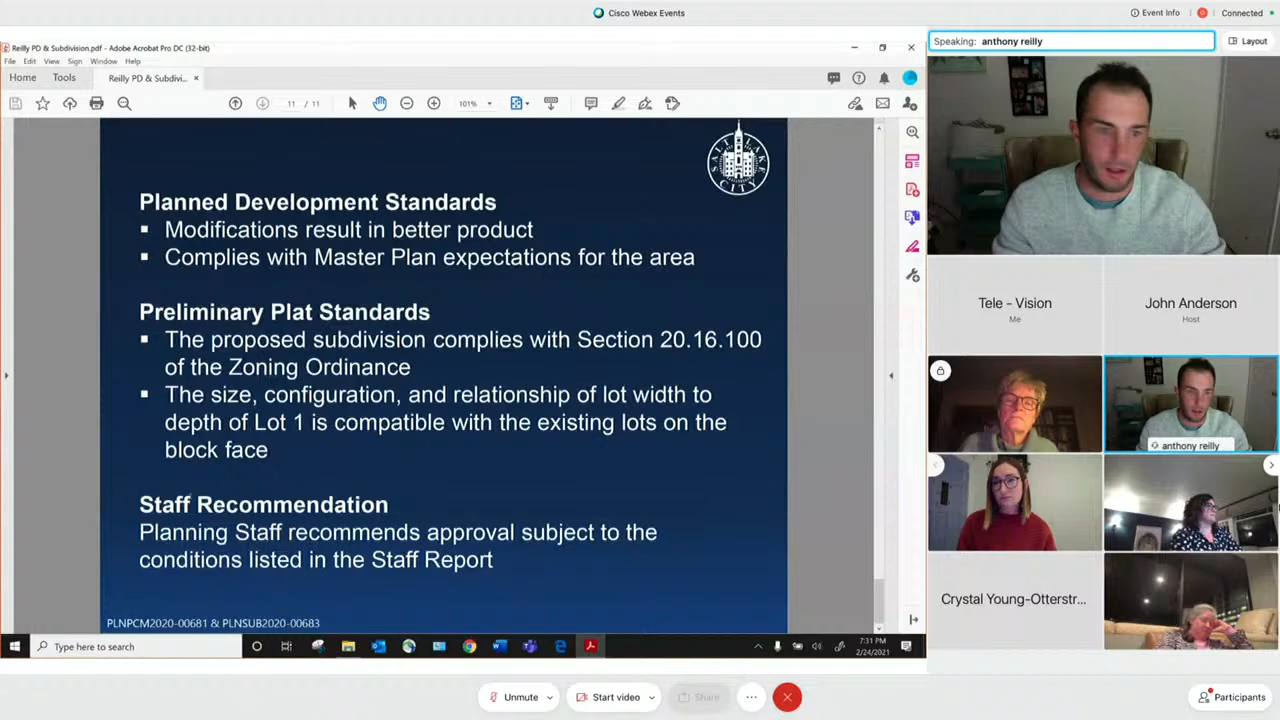 Cisco Webex Events
Event Info
Connected
Reilly PD & Subdivision.pdf - Adobe Acrobat Pro DC (32-bit)
File Edit View Sign Window Help
Home Tools Reilly PD & Subdivi... ×
11 / 11
101%
Speaking: anthony reilly
Layout
SALT LAKE CITY
Planned Development Standards
▪ Modifications result in better product
▪ Complies with Master Plan expectations for the area
Preliminary Plat Standards
▪ The proposed subdivision complies with Section 20.16.100
of the Zoning Ordinance
▪ The size, configuration, and relationship of lot width to
depth of Lot 1 is compatible with the existing lots on the
block face
Staff Recommendation
Planning Staff recommends approval subject to the
conditions listed in the Staff Report
PLNPCM2020-00681 & PLNSUB2020-00683
Tele - Vision
Me
John Anderson
Host
anthony reilly
Crystal Young-Otterstr...
Type here to search
7:31 PM
2/24/2021
Unmute
Start video
Share
Participants